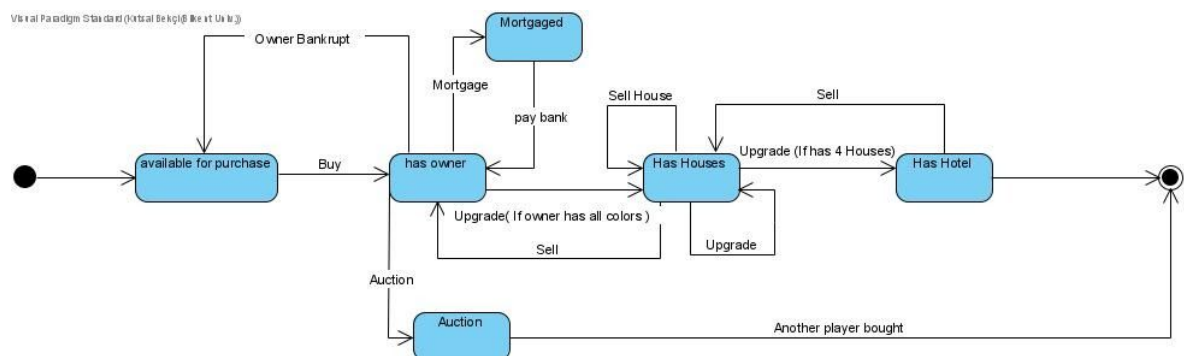 Visual Paradigm Standard (Kutsal Bekçi(Bilkent Univ.))
Mortgaged
Owner Bankrupt
Mortgage
pay bank
Sell House
Sell
available for purchase
Buy
has owner
Has Houses
Upgrade (If has 4 Houses)
Has Hotel
Upgrade( If owner has all colors )
Sell
Upgrade
Auction
Auction
Another player bought